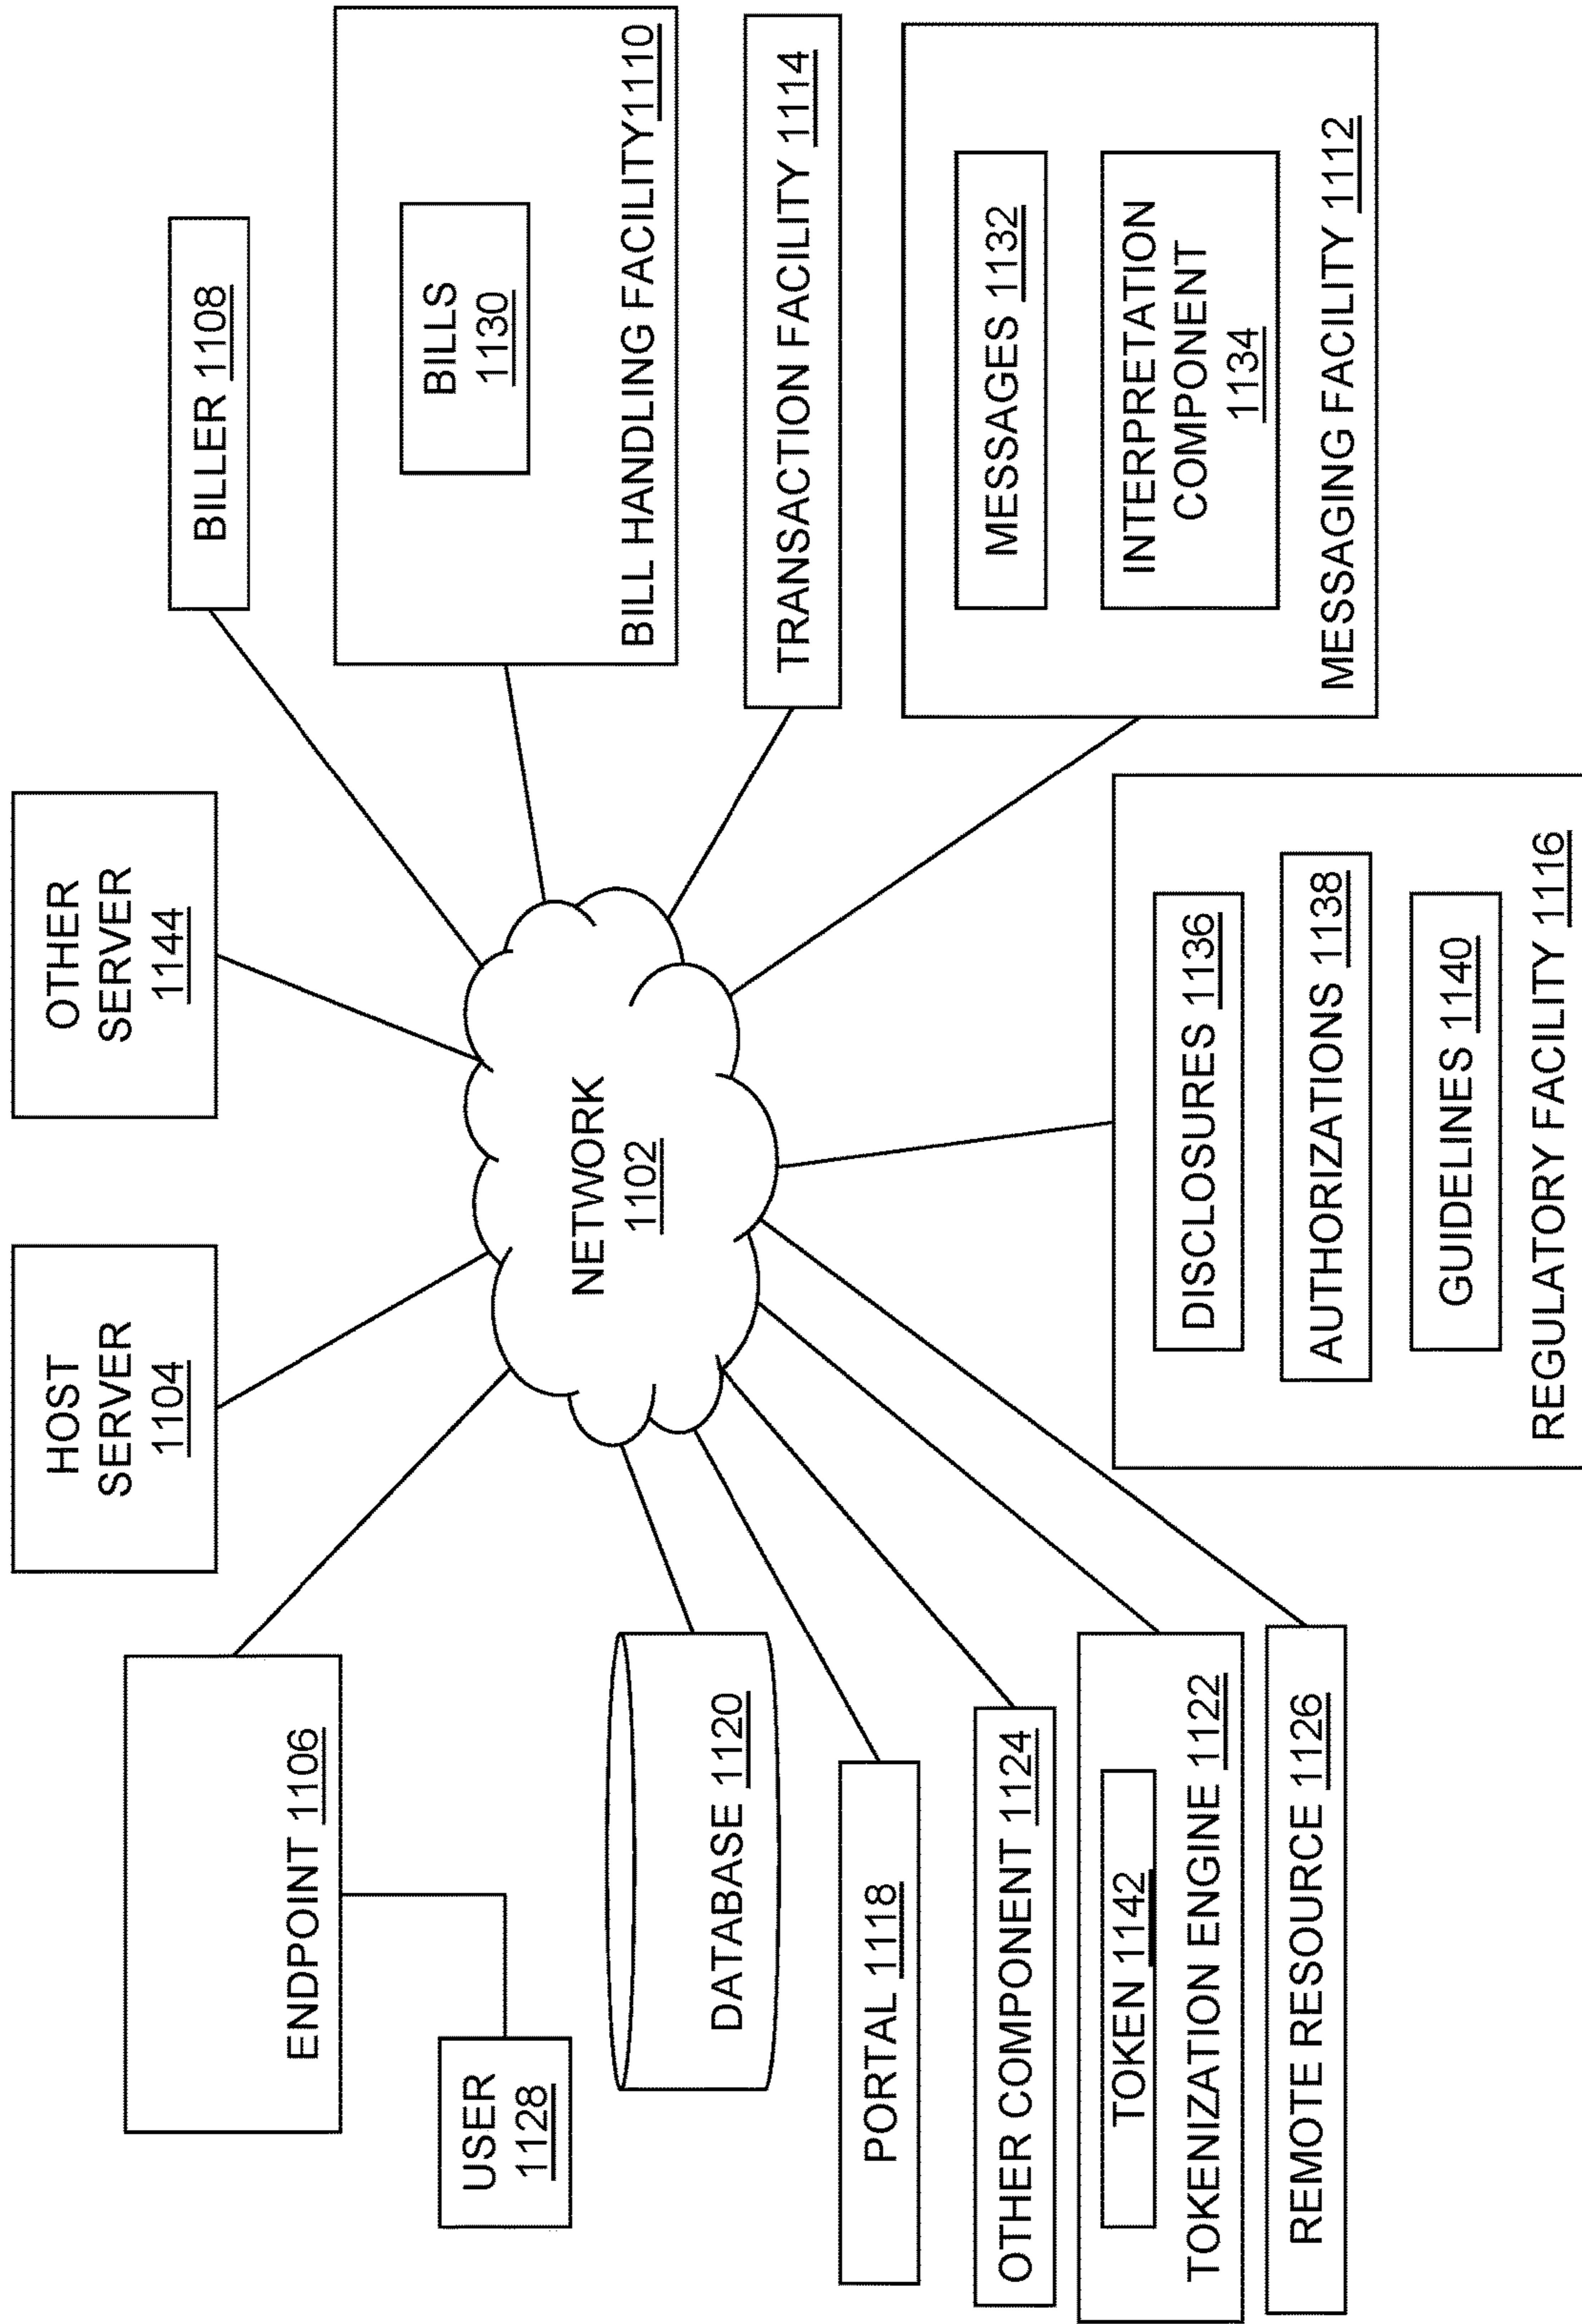 HOST
SERVER
1104
OTHER
SERVER
1144
BILLER 1108
ENDPOINT 1106
USER
1128
BILLS
1130
BILL HANDLING FACILITY1110
NETWORK
1102
DATABASE 1120
TRANSACTION FACILITY 1114
PORTAL 1118
MESSAGES 1132
INTERPRETATION
COMPONENT
1134
MESSAGING FACILITY 1112
OTHER COMPONENT 1124
TOKEN 1142
TOKENIZATION ENGINE 1122
REMOTE RESOURCE 1126
DISCLOSURES 1136
AUTHORIZATIONS 1138
GUIDELINES 1140
REGULATORY FACILITY 1116